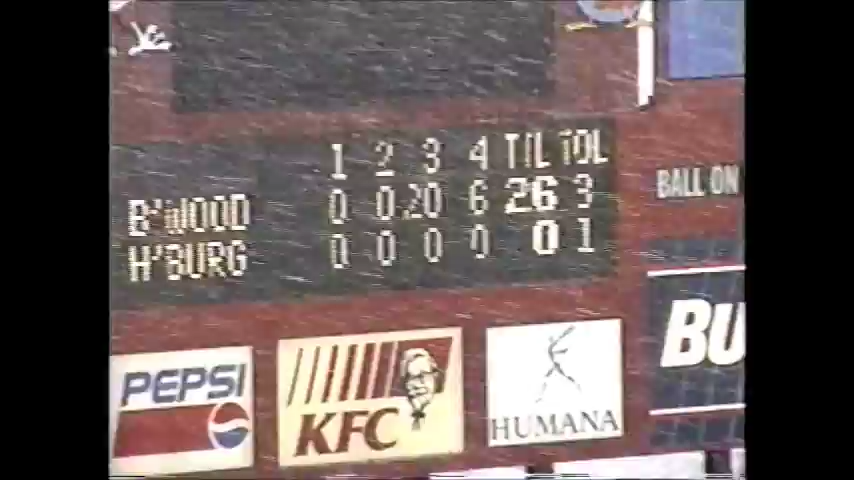 1 2 3 4 T/L TOL
B'WOOD 0 0 20 6 26 3
H'BURG 0 0 0 0 0 1
BALL ON
PEPSI
KFC
HUMANA
BU